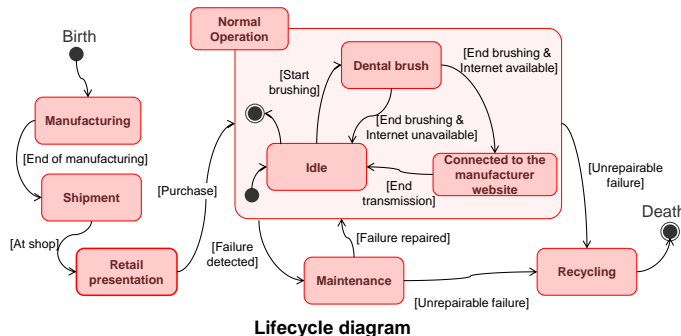 Normal
Operation
Birth
Dental brush
[End brushing &
Internet available]
[Start
brushing]
Manufacturing
[End brushing &
Internet unavailable]
[End of manufacturing]
Idle
Connected to the
manufacturer
website
[Unrepairable
failure]
Shipment
[Purchase]
[End
transmission]
Death
[At shop]
[Failure
detected]
[Failure repaired]
Retail
presentation
Maintenance
Recycling
[Unrepairable failure]
Lifecycle diagram